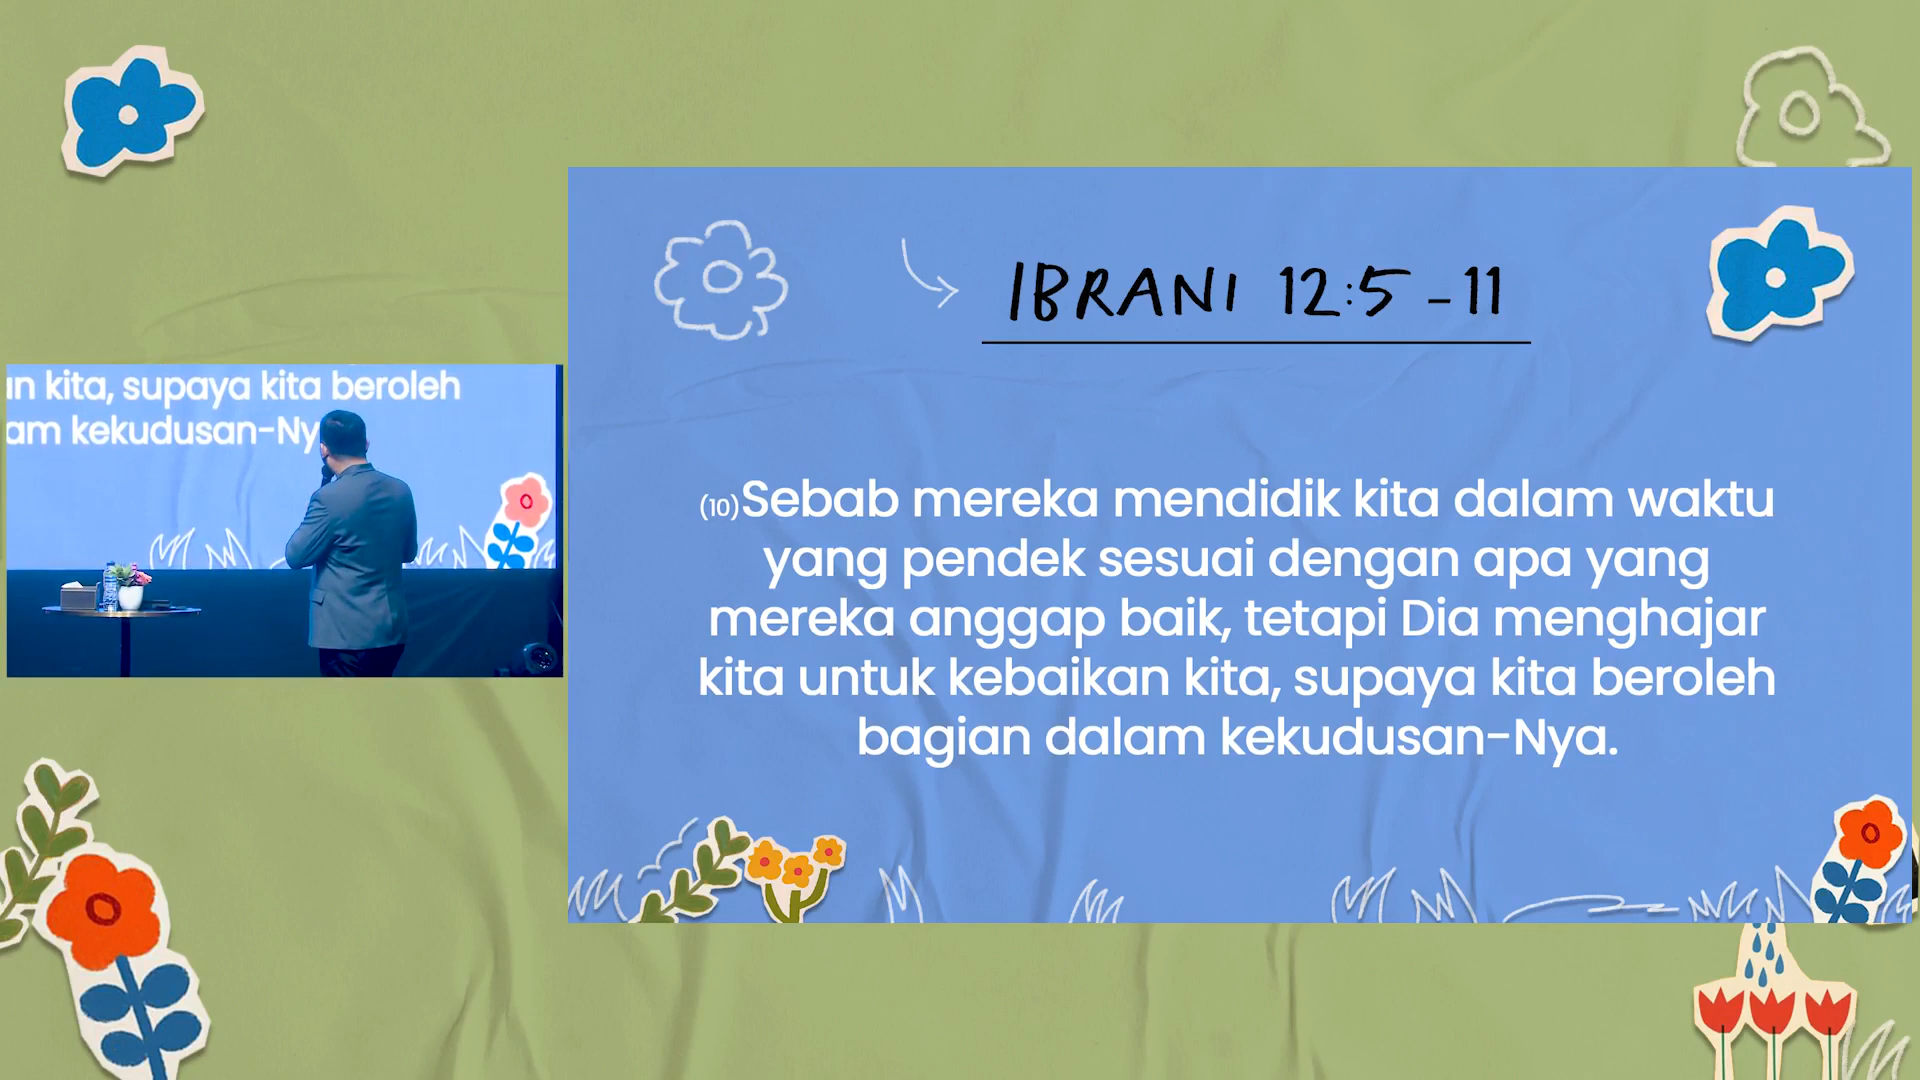 IBRANI 12:5-11
(10)Sebab mereka mendidik kita dalam waktu
yang pendek sesuai dengan apa yang
mereka anggap baik, tetapi Dia menghajar
kita untuk kebaikan kita, supaya kita beroleh
bagian dalam kekudusan-Nya.
an kita, supaya kita beroleh
am kekudusan-Ny